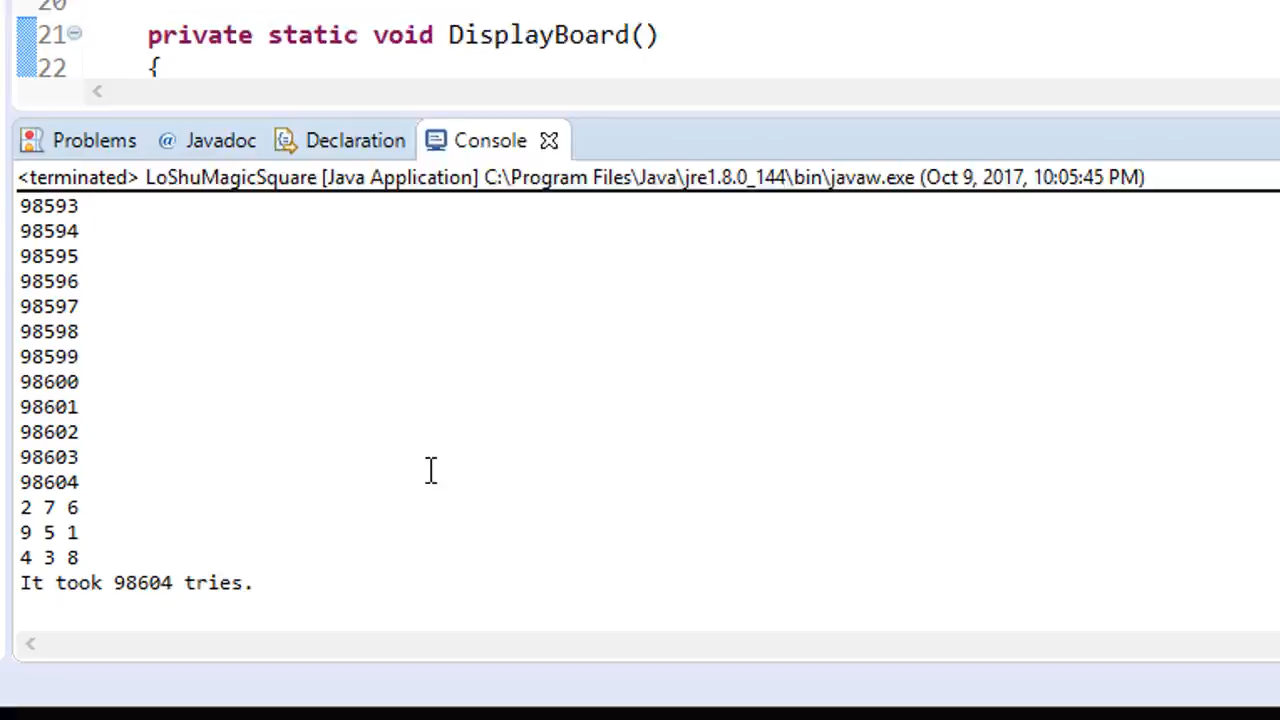 20
21 private static void DisplayBoard()
22 {
Problems @ Javadoc Declaration Console
<terminated> LoShuMagicSquare [Java Application] C:\Program Files\Java\jre1.8.0_144\bin\javaw.exe (Oct 9, 2017, 10:05:45 PM)
98593
98594
98595
98596
98597
98598
98599
98600
98601
98602
98603
98604
2 7 6
9 5 1
4 3 8
It took 98604 tries.